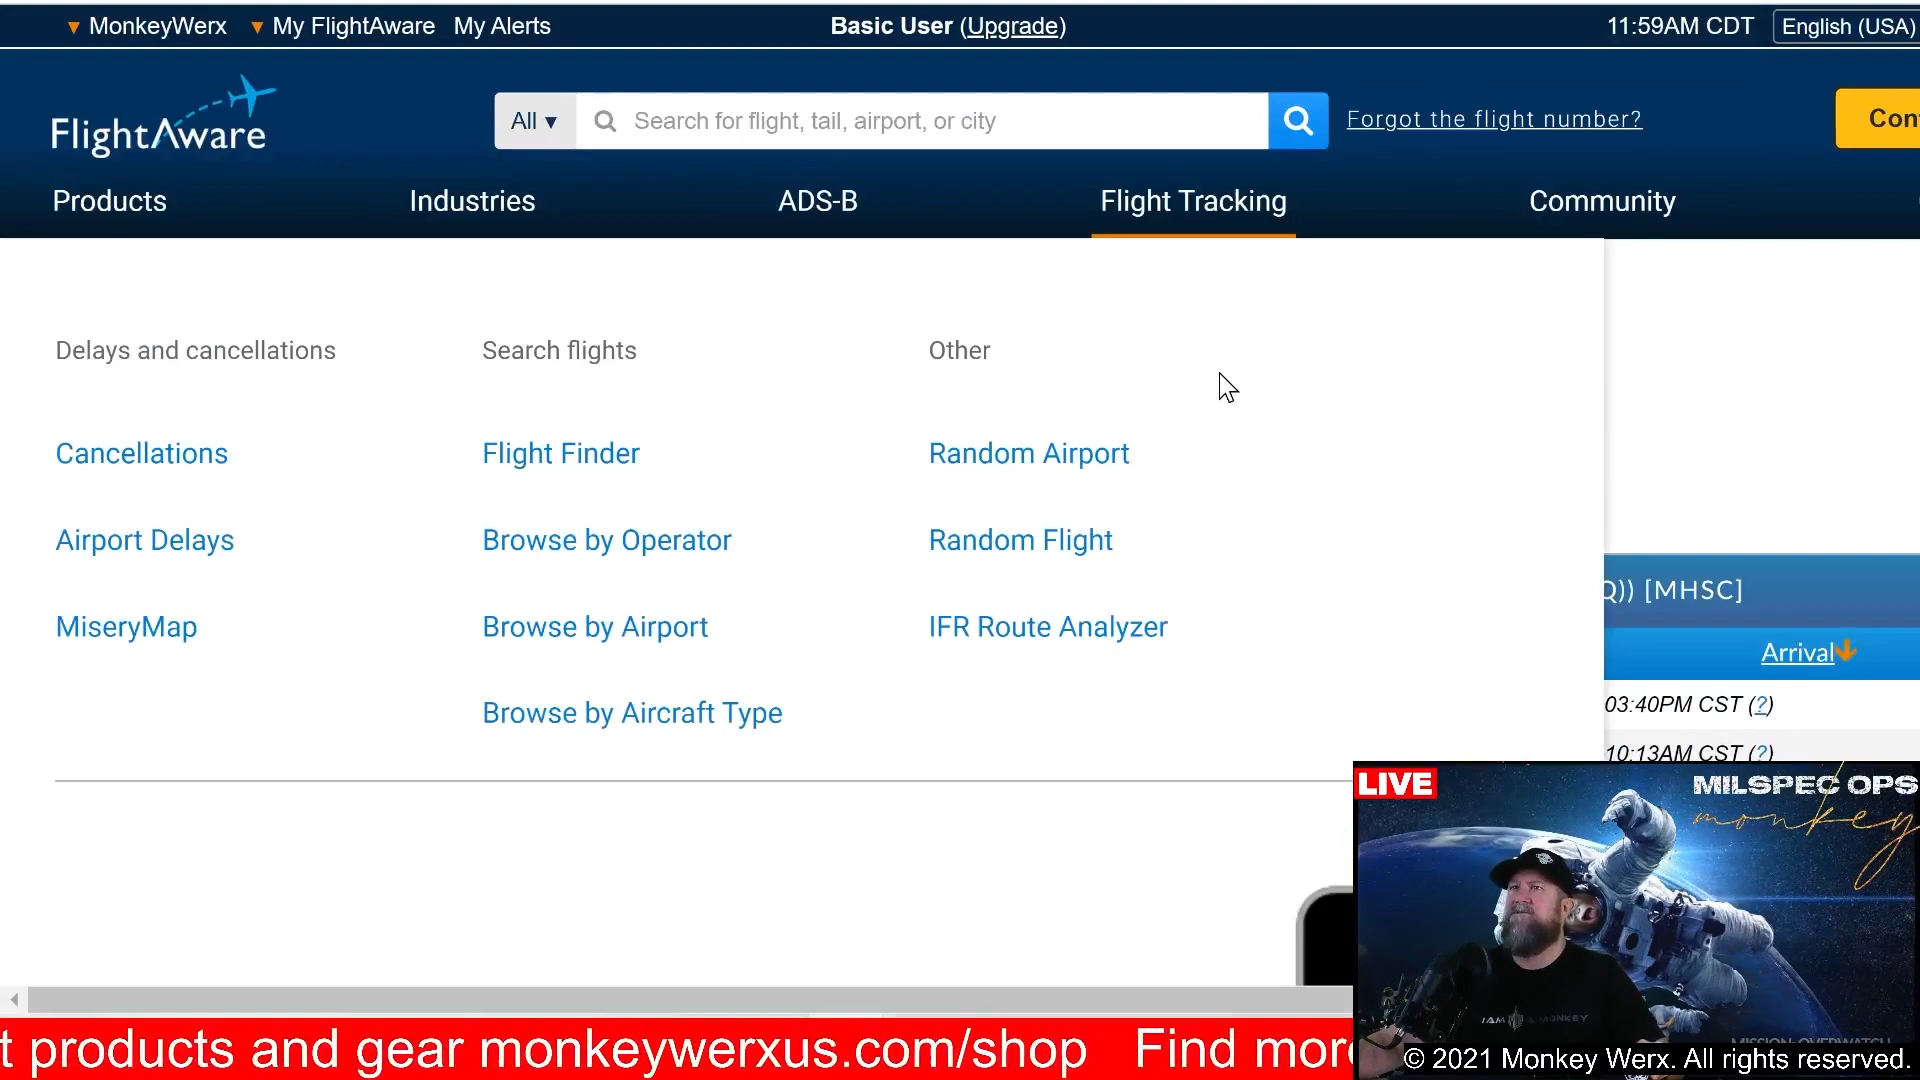 ▼ MonkeyWerx ▼ My FlightAware My Alerts Basic User (Upgrade) 11:59AM CDT English (USA)
FlightAware All ▾ Search for flight, tail, airport, or city Forgot the flight number?
Products Industries ADS-B Flight Tracking Community
Delays and cancellations Search flights Other
Cancellations Flight Finder Random Airport
Airport Delays Browse by Operator Random Flight
Q)) [MHSC]
MiseryMap Browse by Airport IFR Route Analyzer
Arrival
03:40PM CST (?)
Browse by Aircraft Type
10:13AM CST (?)
LIVE
MILSPEC OPS
monkey
IAM A MONKEY
MISSION: OVERWATCH
t products and gear monkeywerxus.com/shop Find more
© 2021 Monkey Werx. All rights reserved.